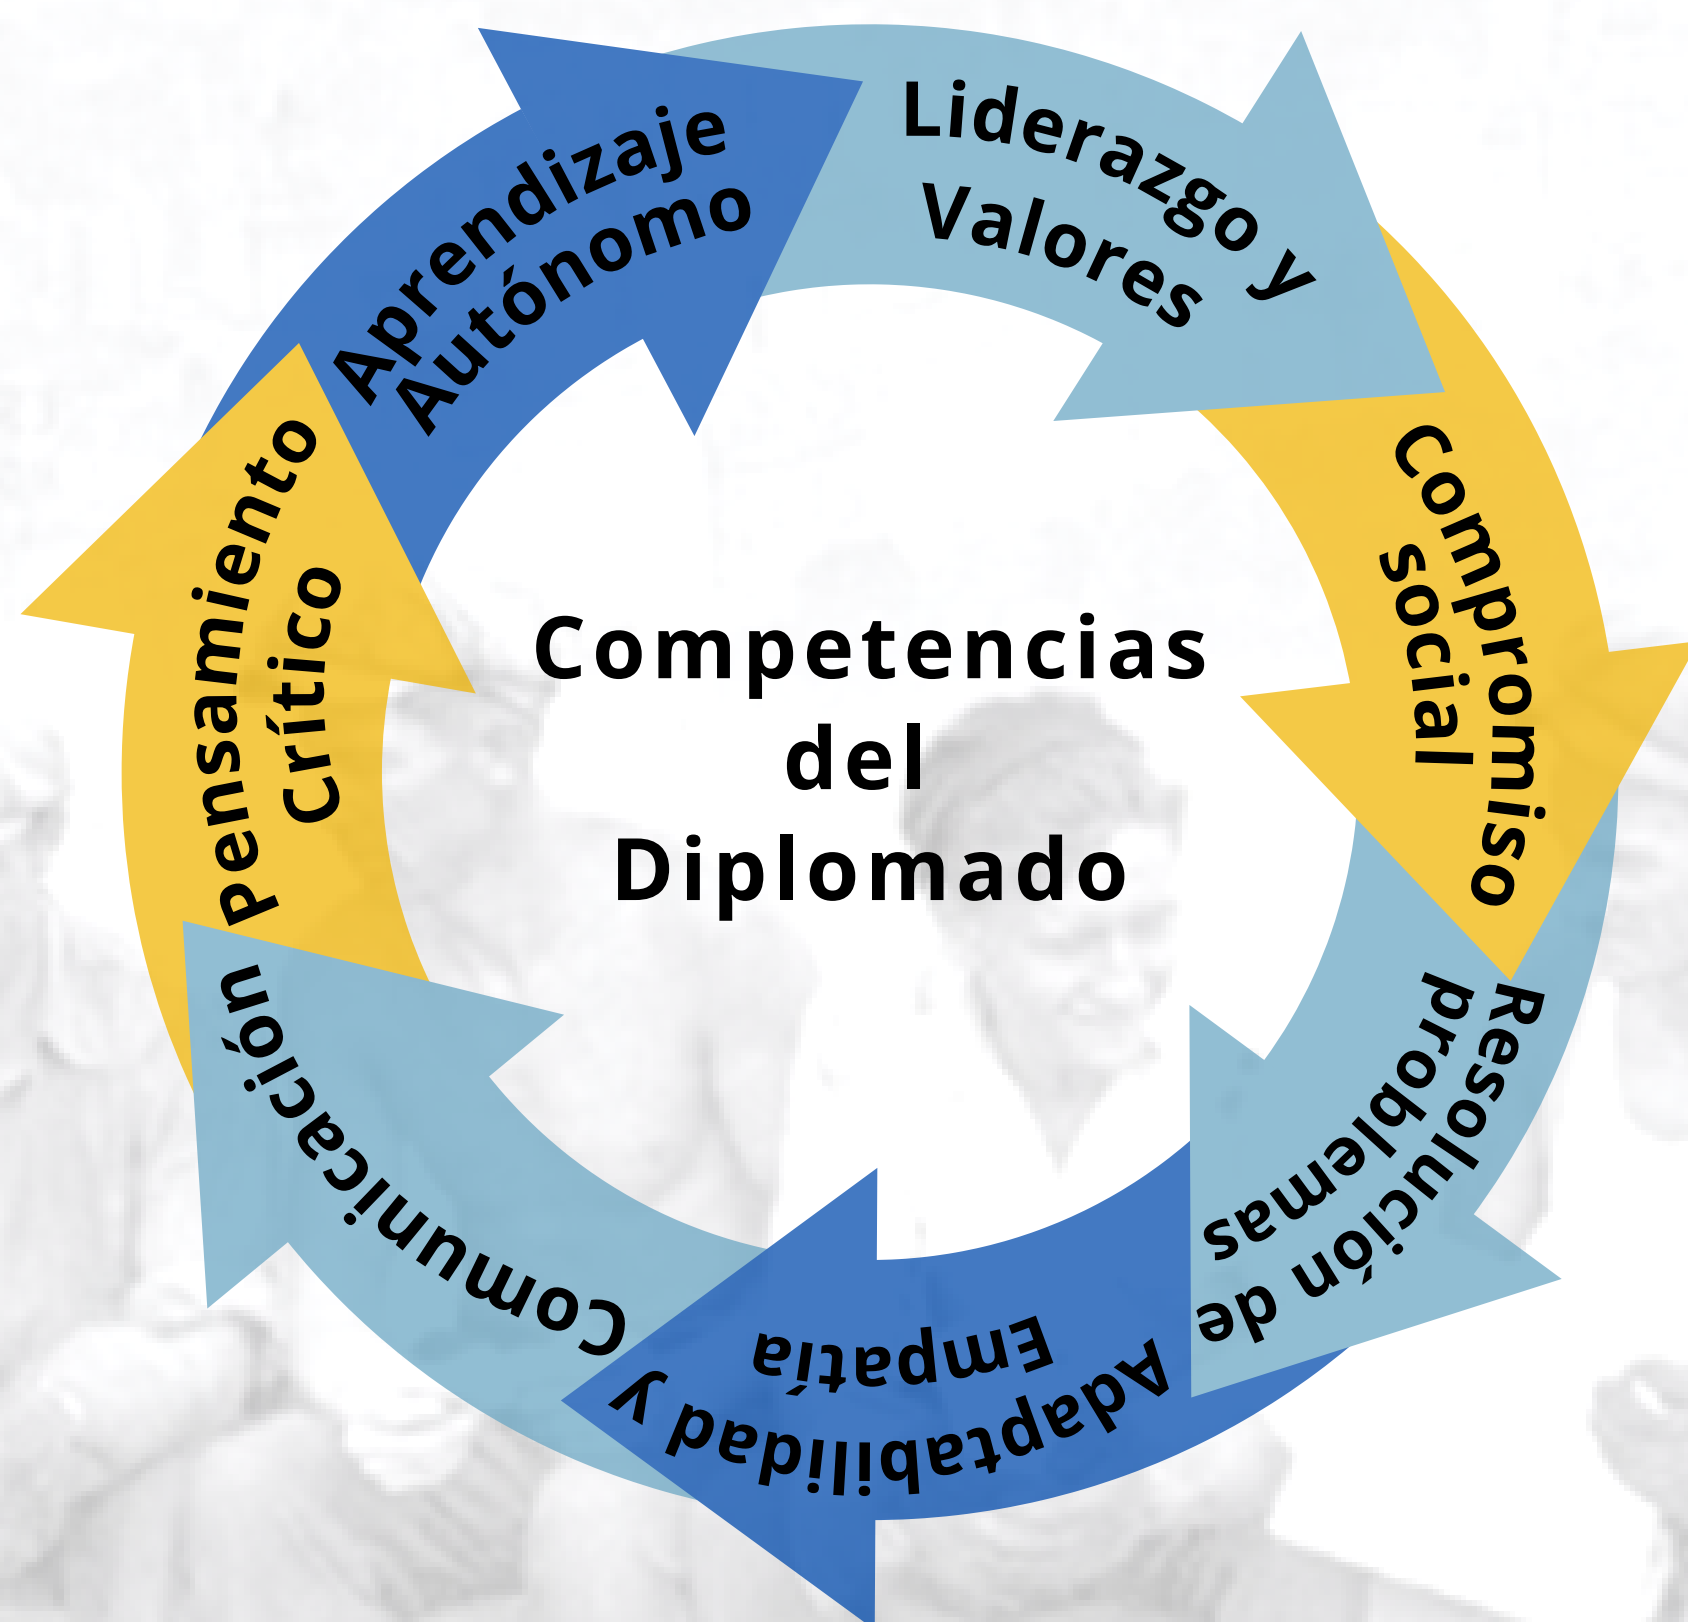 Competencias
del
Diplomado
Liderazgo y
Valores
Compromiso
social
Resolución de
problemas
Adaptabilidad y
Empatía
Comunicación
Pensamiento
Crítico
Aprendizaje
Autónomo